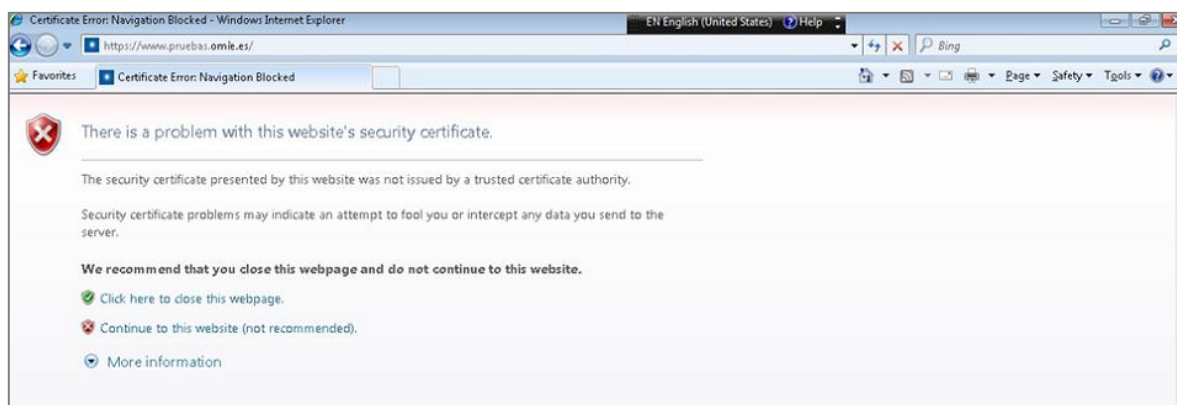 Certificate Error: Navigation Blocked - Windows Internet Explorer
EN English (United States) Help
https://www.pruebas.omie.es/
Bing
Favorites
Certificate Error: Navigation Blocked
Page Safety Tools
There is a problem with this website's security certificate.
The security certificate presented by this website was not issued by a trusted certificate authority.
Security certificate problems may indicate an attempt to fool you or intercept any data you send to the
server.
We recommend that you close this webpage and do not continue to this website.
Click here to close this webpage.
Continue to this website (not recommended).
More information